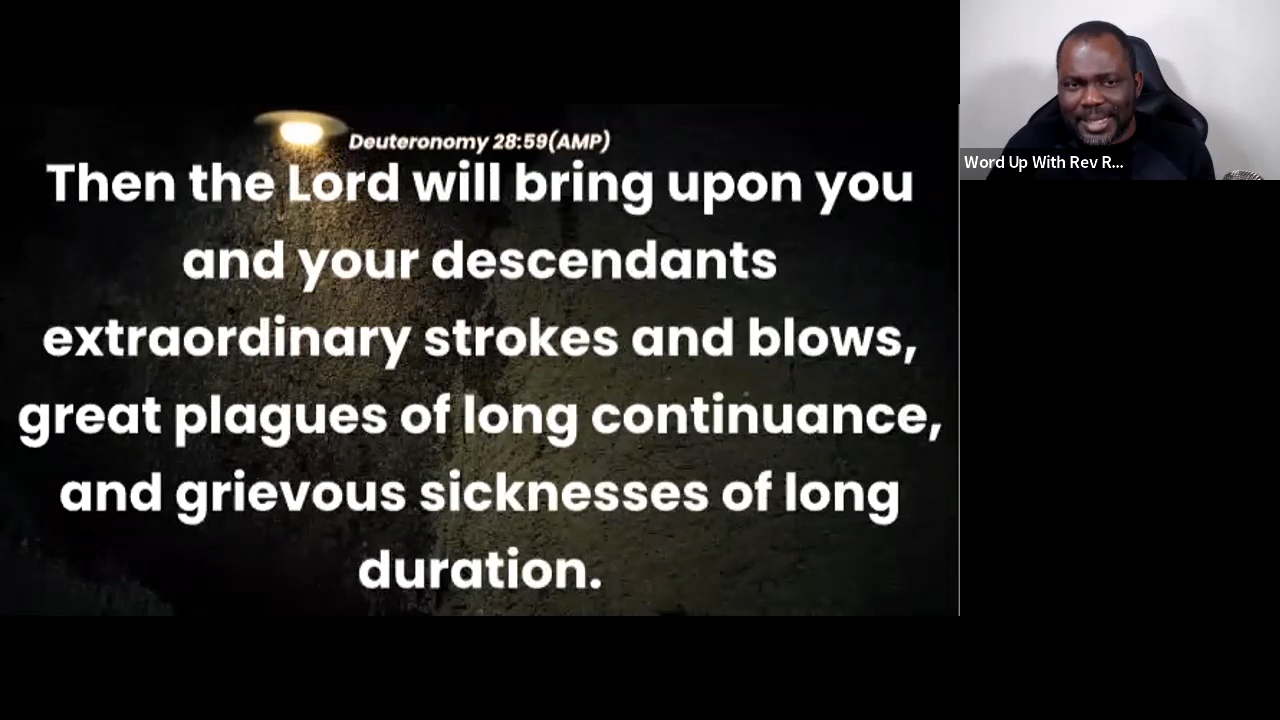 Deuteronomy 28:59(AMP)
Then the Lord will bring upon you
and your descendants
extraordinary strokes and blows,
great plagues of long continuance,
and grievous sicknesses of long
duration.
Word Up With Rev R...